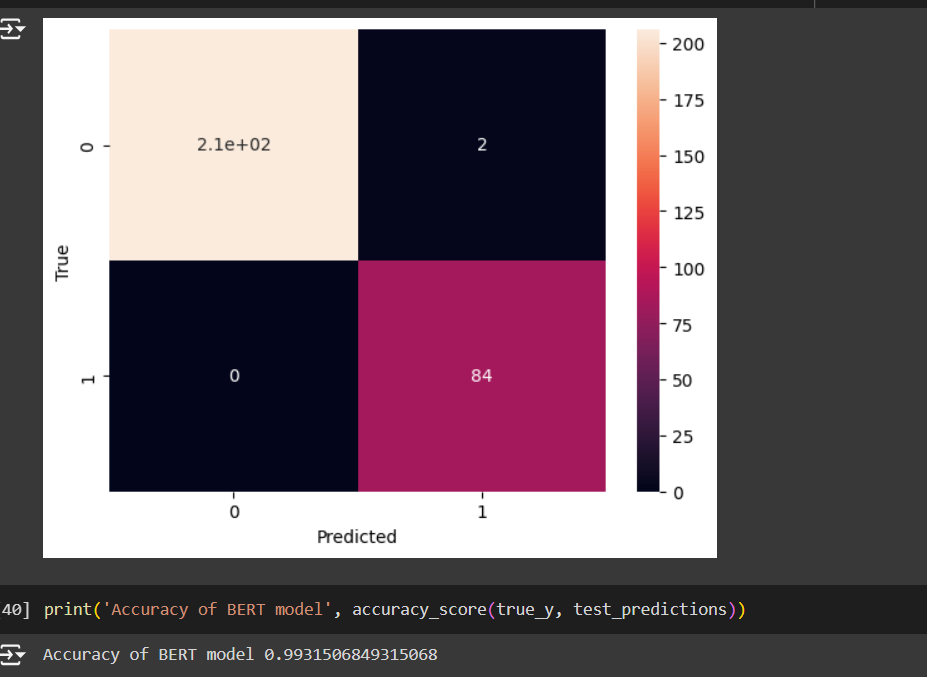 200
175
150
125
100
75
50
25
0
2.1e+02 2
0 84
True
0
1
0 1
Predicted
40] print('Accuracy of BERT model', accuracy_score(true_y, test_predictions))
Accuracy of BERT model 0.9931506849315068